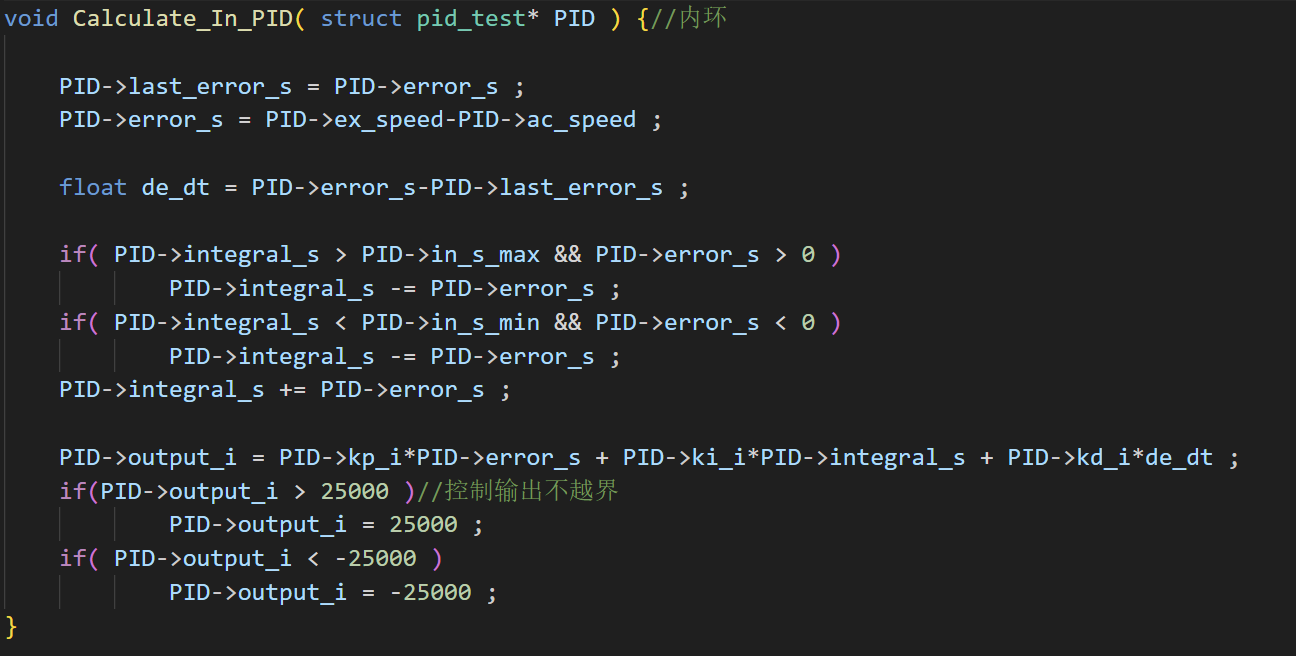 void Calculate_In_PID( struct pid_test* PID ) {//内环
PID->last_error_s = PID->error_s ;
PID->error_s = PID->ex_speed-PID->ac_speed ;
float de_dt = PID->error_s-PID->last_error_s ;
if( PID->integral_s > PID->in_s_max && PID->error_s > 0 )
PID->integral_s -= PID->error_s ;
if( PID->integral_s < PID->in_s_min && PID->error_s < 0 )
PID->integral_s -= PID->error_s ;
PID->integral_s += PID->error_s ;
PID->output_i = PID->kp_i*PID->error_s + PID->ki_i*PID->integral_s + PID->kd_i*de_dt ;
if(PID->output_i > 25000 )//控制输出不越界
PID->output_i = 25000 ;
if( PID->output_i < -25000 )
PID->output_i = -25000 ;
}